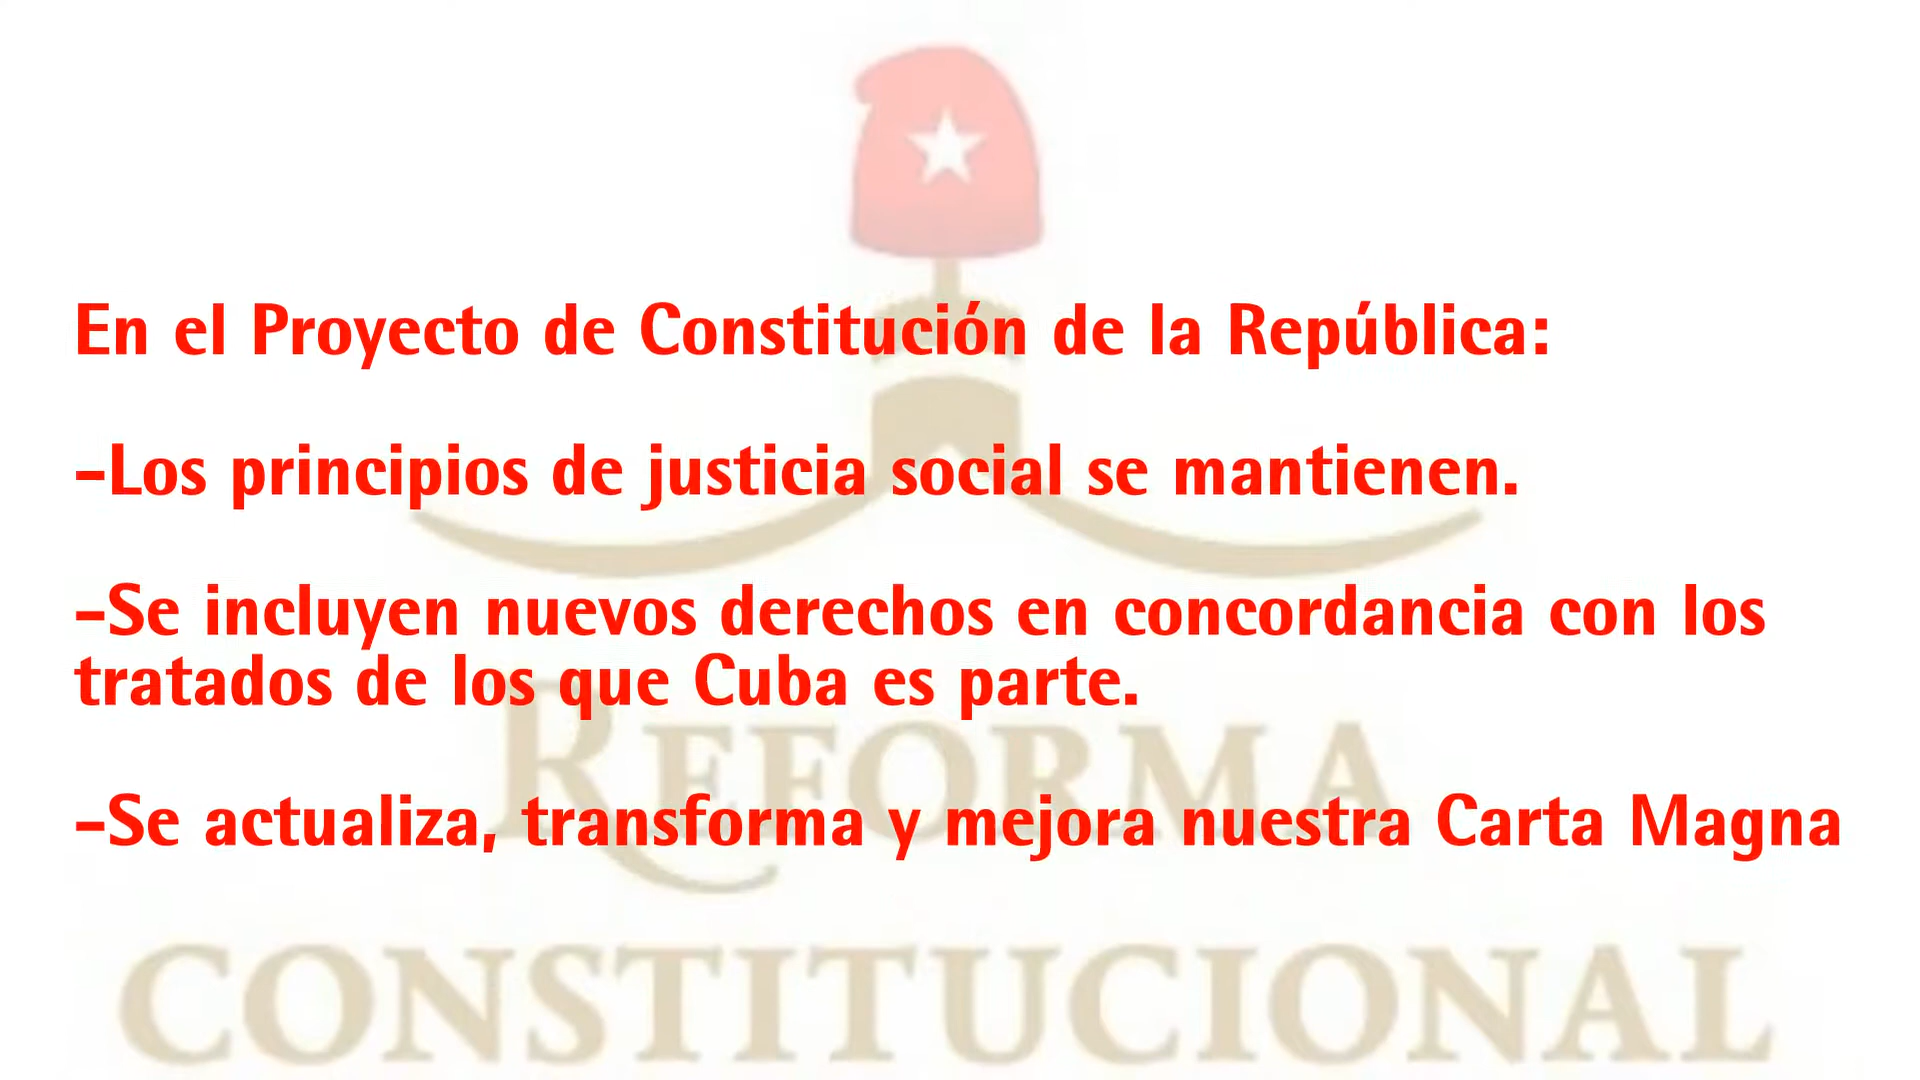 En el Proyecto de Constitución de la República:
-Los principios de justicia social se mantienen.
-Se incluyen nuevos derechos en concordancia con los
tratados de los que Cuba es parte.
-Se actualiza, transforma y mejora nuestra Carta Magna
REFORMA
CONSTITUCIONAL